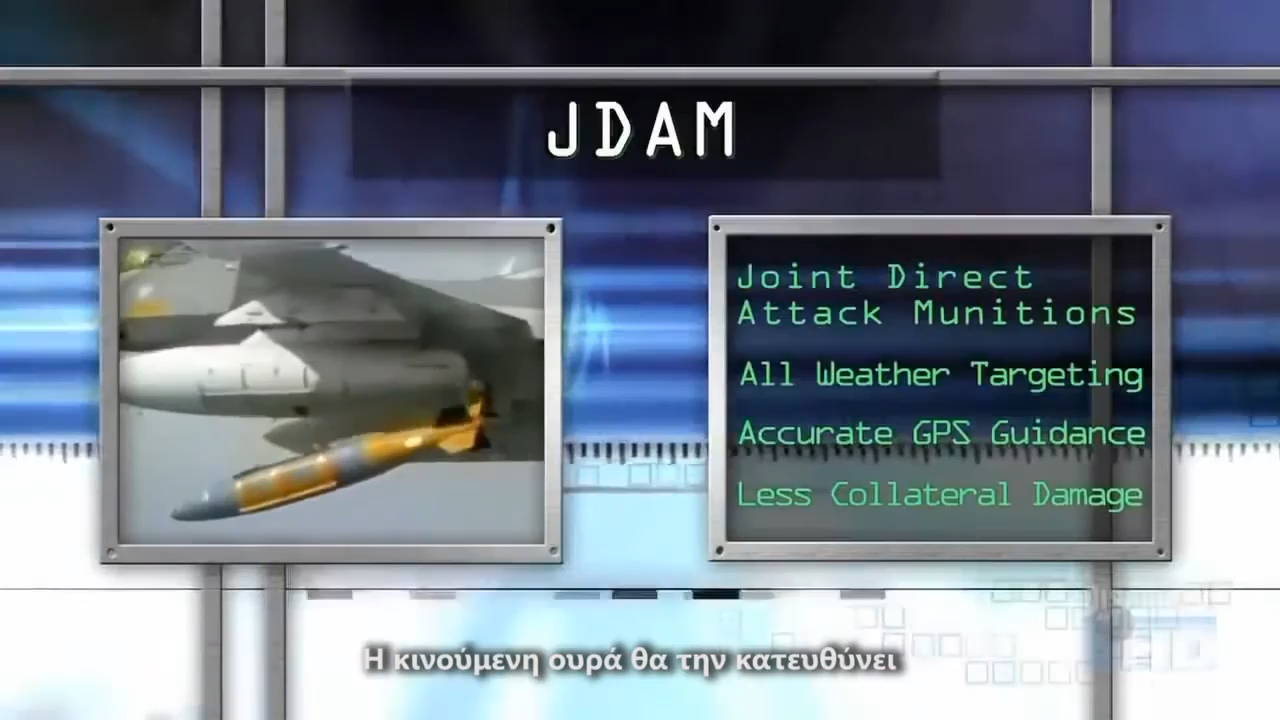 JDAM
Joint Direct
Attack Munitions
All Weather Targeting
Accurate GPS Guidance
Less Collateral Damage
Η κινούμενη ουρά θα την κατευθύνει